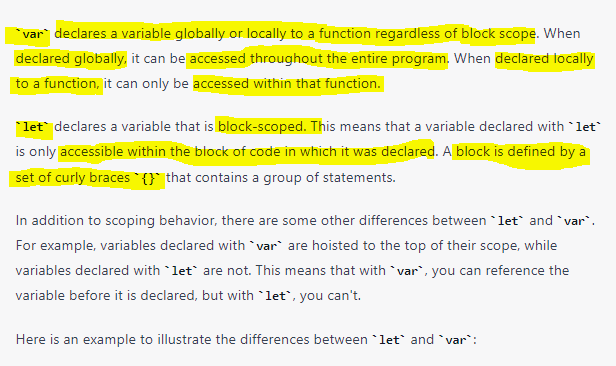 `var` declares a variable globally or locally to a function regardless of block scope. When
declared globally, it can be accessed throughout the entire program. When declared locally
to a function, it can only be accessed within that function.
`let` declares a variable that is block-scoped. This means that a variable declared with `let`
is only accessible within the block of code in which it was declared. A block is defined by a
set of curly braces `{}` that contains a group of statements.
In addition to scoping behavior, there are some other differences between `let` and `var`.
For example, variables declared with `var` are hoisted to the top of their scope, while
variables declared with `let` are not. This means that with `var`, you can reference the
variable before it is declared, but with `let`, you can't.
Here is an example to illustrate the differences between `let` and `var`: